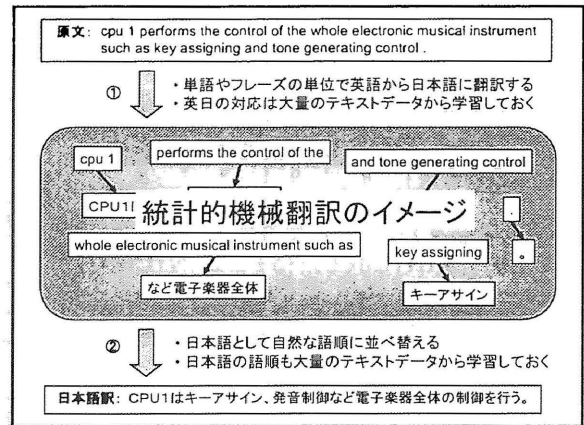 原文: cpu 1 performs the control of the whole electronic musical instrument
such as key assigning and tone generating control .
①
・単語やフレーズの単位で英語から日本語に翻訳する
・英日の対応は大量のテキストデータから学習しておく
cpu 1
performs the control of the
and tone generating control
CPU1は
統計的機械翻訳のイメージ
.
。
whole electronic musical instrument such as
key assigning
など電子楽器全体
キーアサイン
②
・日本語として自然な語順に並べ替える
・日本語の語順も大量のテキストデータから学習しておく
日本語訳: CPU1はキーアサイン、発音制御など電子楽器全体の制御を行う。